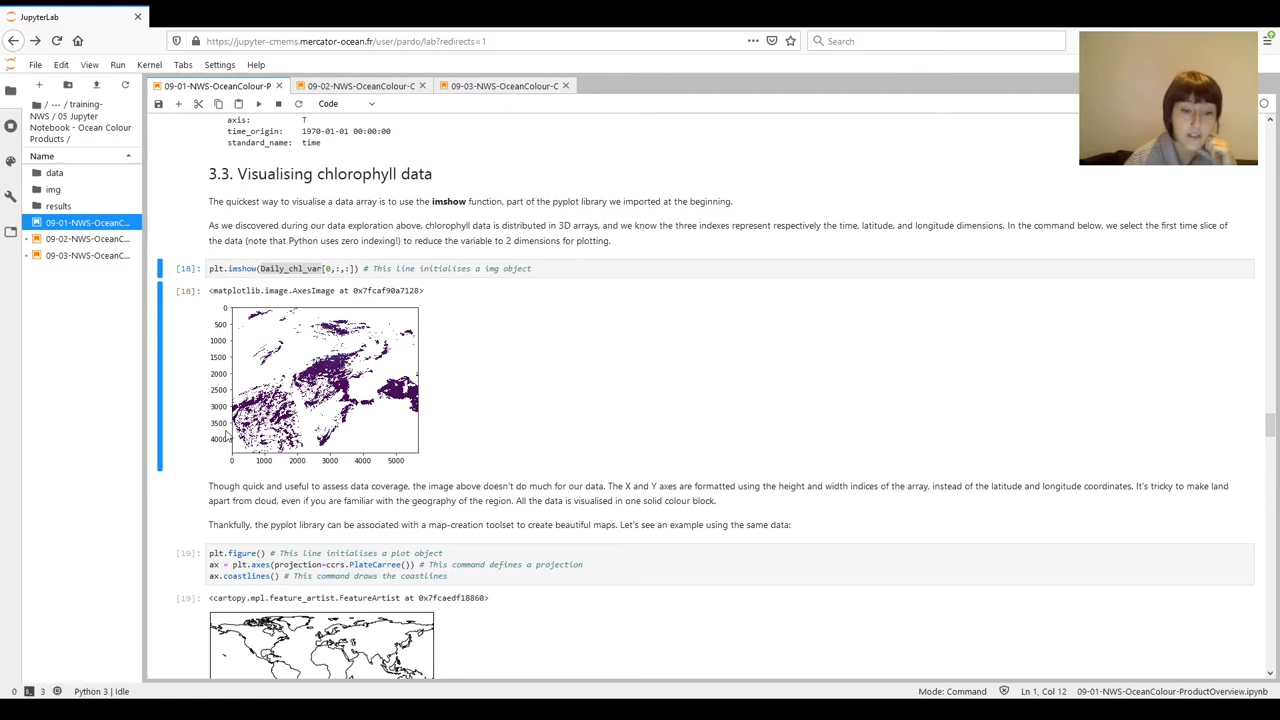 JupyterLab
https://jupyter-cmems.mercator-ocean.fr/user/pardo/lab?redirects=1
Search
File Edit View Run Kernel Tabs Settings Help
09-01-NWS-OceanColour-P
09-02-NWS-OceanColour-C
09-03-NWS-OceanColour-C
Code
/ ··· / training-
NWS / 05 Jupyter
Notebook - Ocean Colour
Products /
Name
data
img
results
09-01-NWS-OceanC...
09-02-NWS-OceanC...
09-03-NWS-OceanC...
axis: T
time_origin: 1970-01-01 00:00:00
standard_name: time
3.3. Visualising chlorophyll data
The quickest way to visualise a data array is to use the imshow function, part of the pyplot library we imported at the beginning.
As we discovered during our data exploration above, chlorophyll data is distributed in 3D arrays, and we know the three indexes represent respectively the time, latitude, and longitude dimensions. In the command below, we select the first time slice of
the data (note that Python uses zero indexing!) to reduce the variable to 2 dimensions for plotting.
[18]: plt.imshow(Daily_chl_var[0,:,:]) # This line initialises a img object
[18]: <matplotlib.image.AxesImage at 0x7fcaf90a7128>
0
500
1000
1500
2000
2500
3000
3500
4000
0 1000 2000 3000 4000 5000
Though quick and useful to assess data coverage, the image above doesn't do much for our data. The X and Y axes are formatted using the height and width indices of the array, instead of the latitude and longitude coordinates. It's tricky to make land
apart from cloud, even if you are familiar with the geography of the region. All the data is visualised in one solid colour block.
Thankfully, the pyplot library can be associated with a map-creation toolset to create beautiful maps. Let's see an example using the same data:
[19]: plt.figure() # This line initialises a plot object
ax = plt.axes(projection=ccrs.PlateCarree()) # This command defines a projection
ax.coastlines() # This command draws the coastlines
[19]: <cartopy.mpl.feature_artist.FeatureArtist at 0x7fcaedf18860>
0 3 Python 3 | Idle
Mode: Command Ln 1, Col 12 09-01-NWS-OceanColour-ProductOverview.ipynb